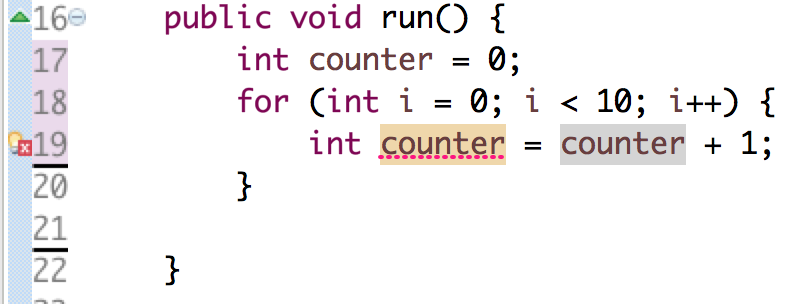 16 public void run() {
17 int counter = 0;
18 for (int i = 0; i < 10; i++) {
19 int counter = counter + 1;
20 }
21
22 }